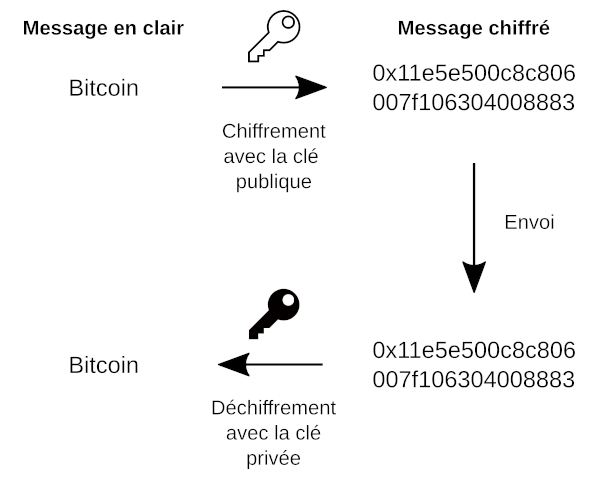 Message en clair
Message chiffré
Bitcoin
0x11e5e500c8c806
007f106304008883
Chiffrement
avec la clé
publique
Envoi
Bitcoin
0x11e5e500c8c806
007f106304008883
Déchiffrement
avec la clé
privée